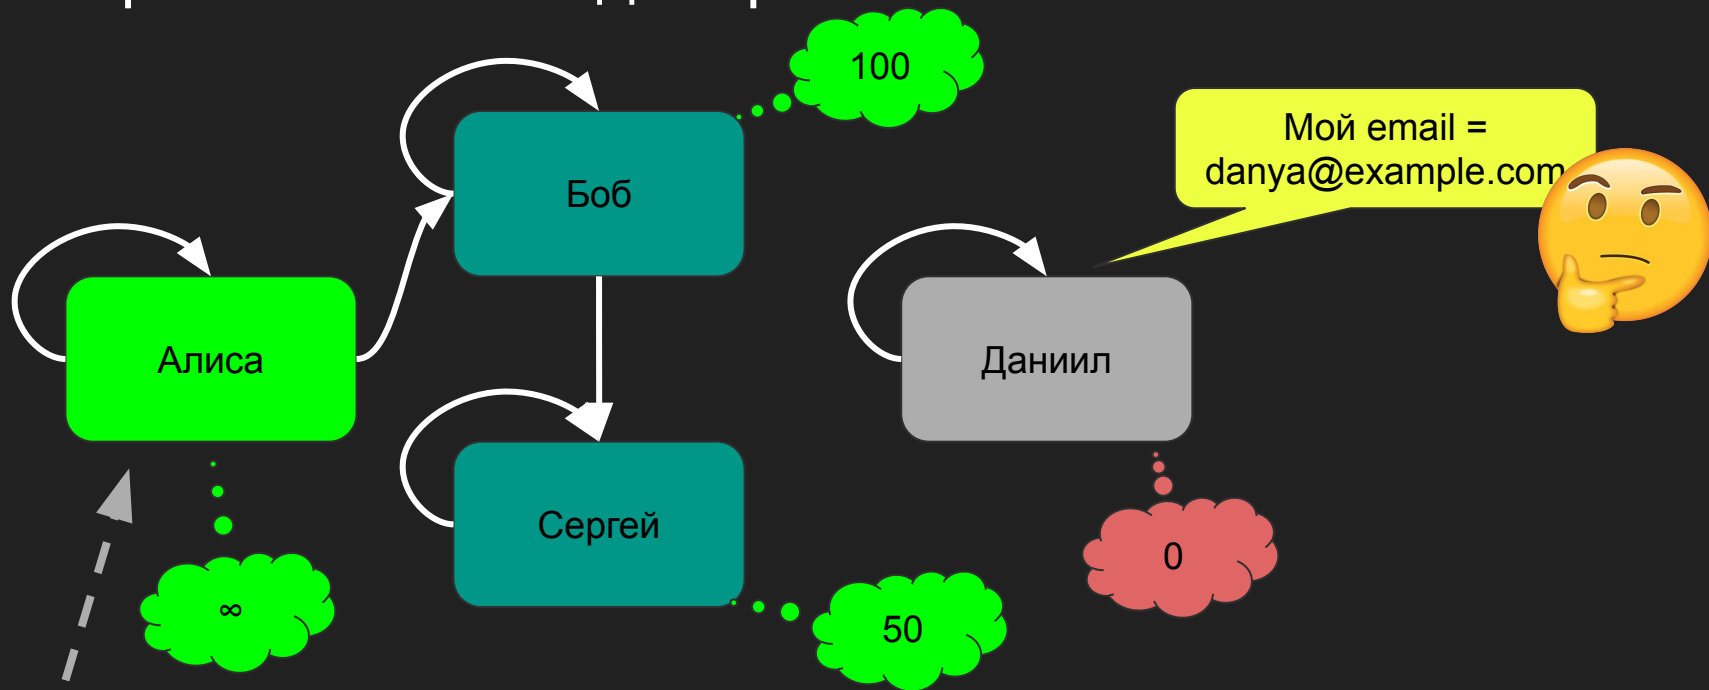 100
Мой email =
danya@example.com
Боб
Алиса
Даниил
Сергей
∞
0
50